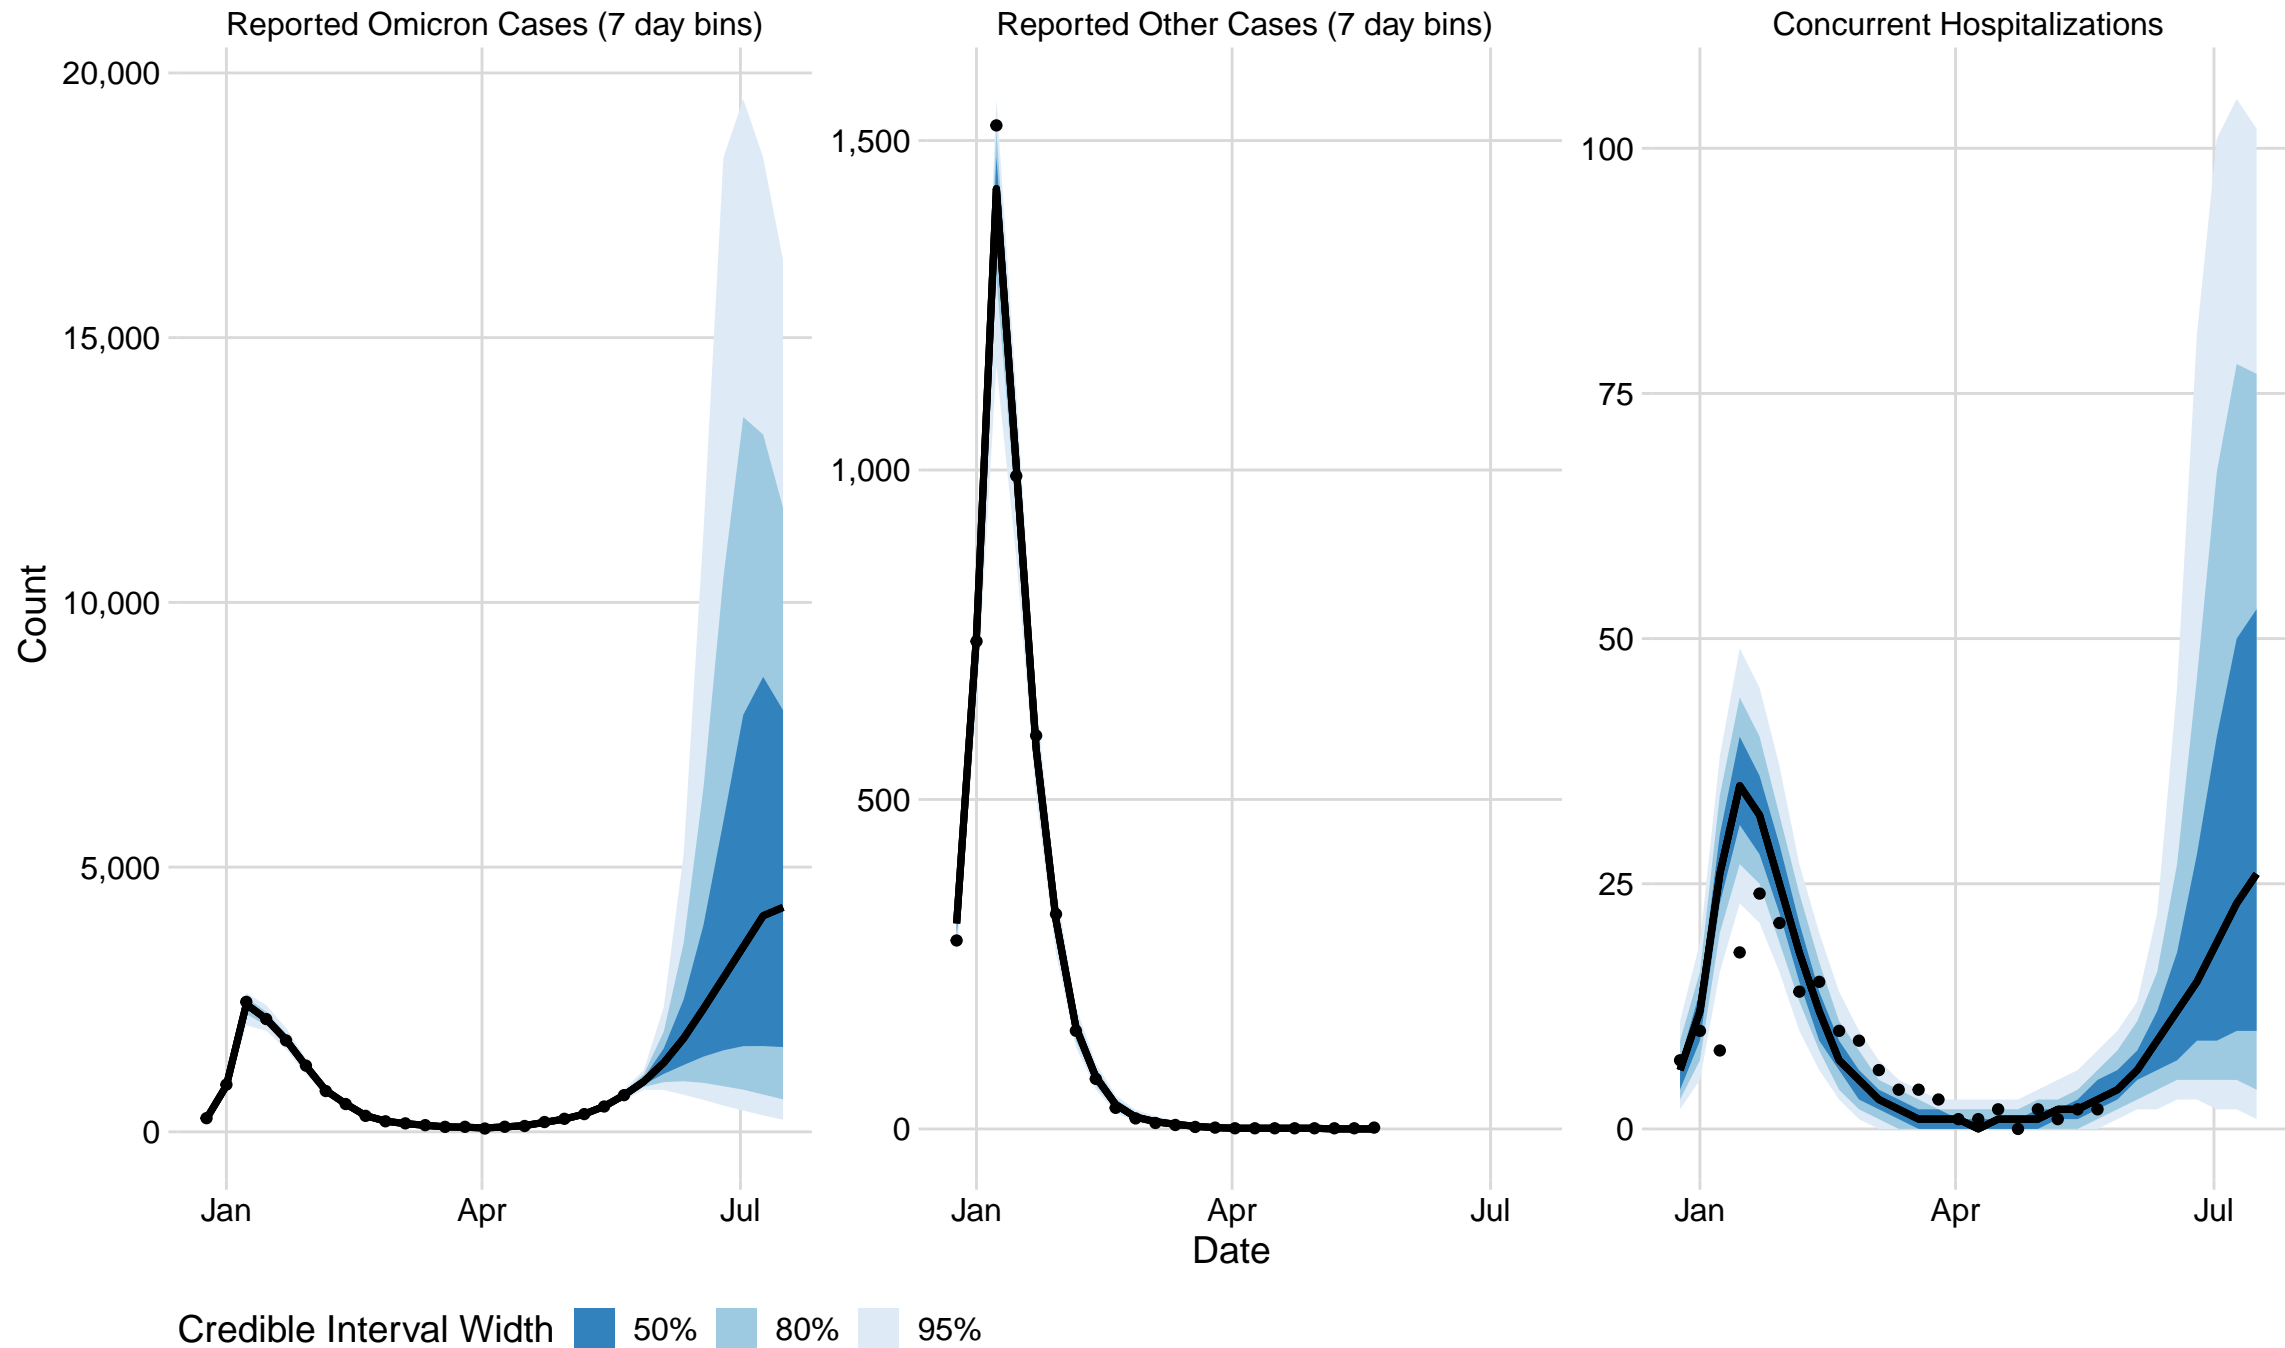 Reported Omicron Cases (7 day bins)
Reported Other Cases (7 day bins)
Concurrent Hospitalizations
Count
20,000
15,000
10,000
5,000
0
Jan
Apr
Jul
1,500
1,000
500
0
Jan
Apr
Jul
100
75
50
25
0
Jan
Apr
Jul
Date
Credible Interval Width 50% 80% 95%